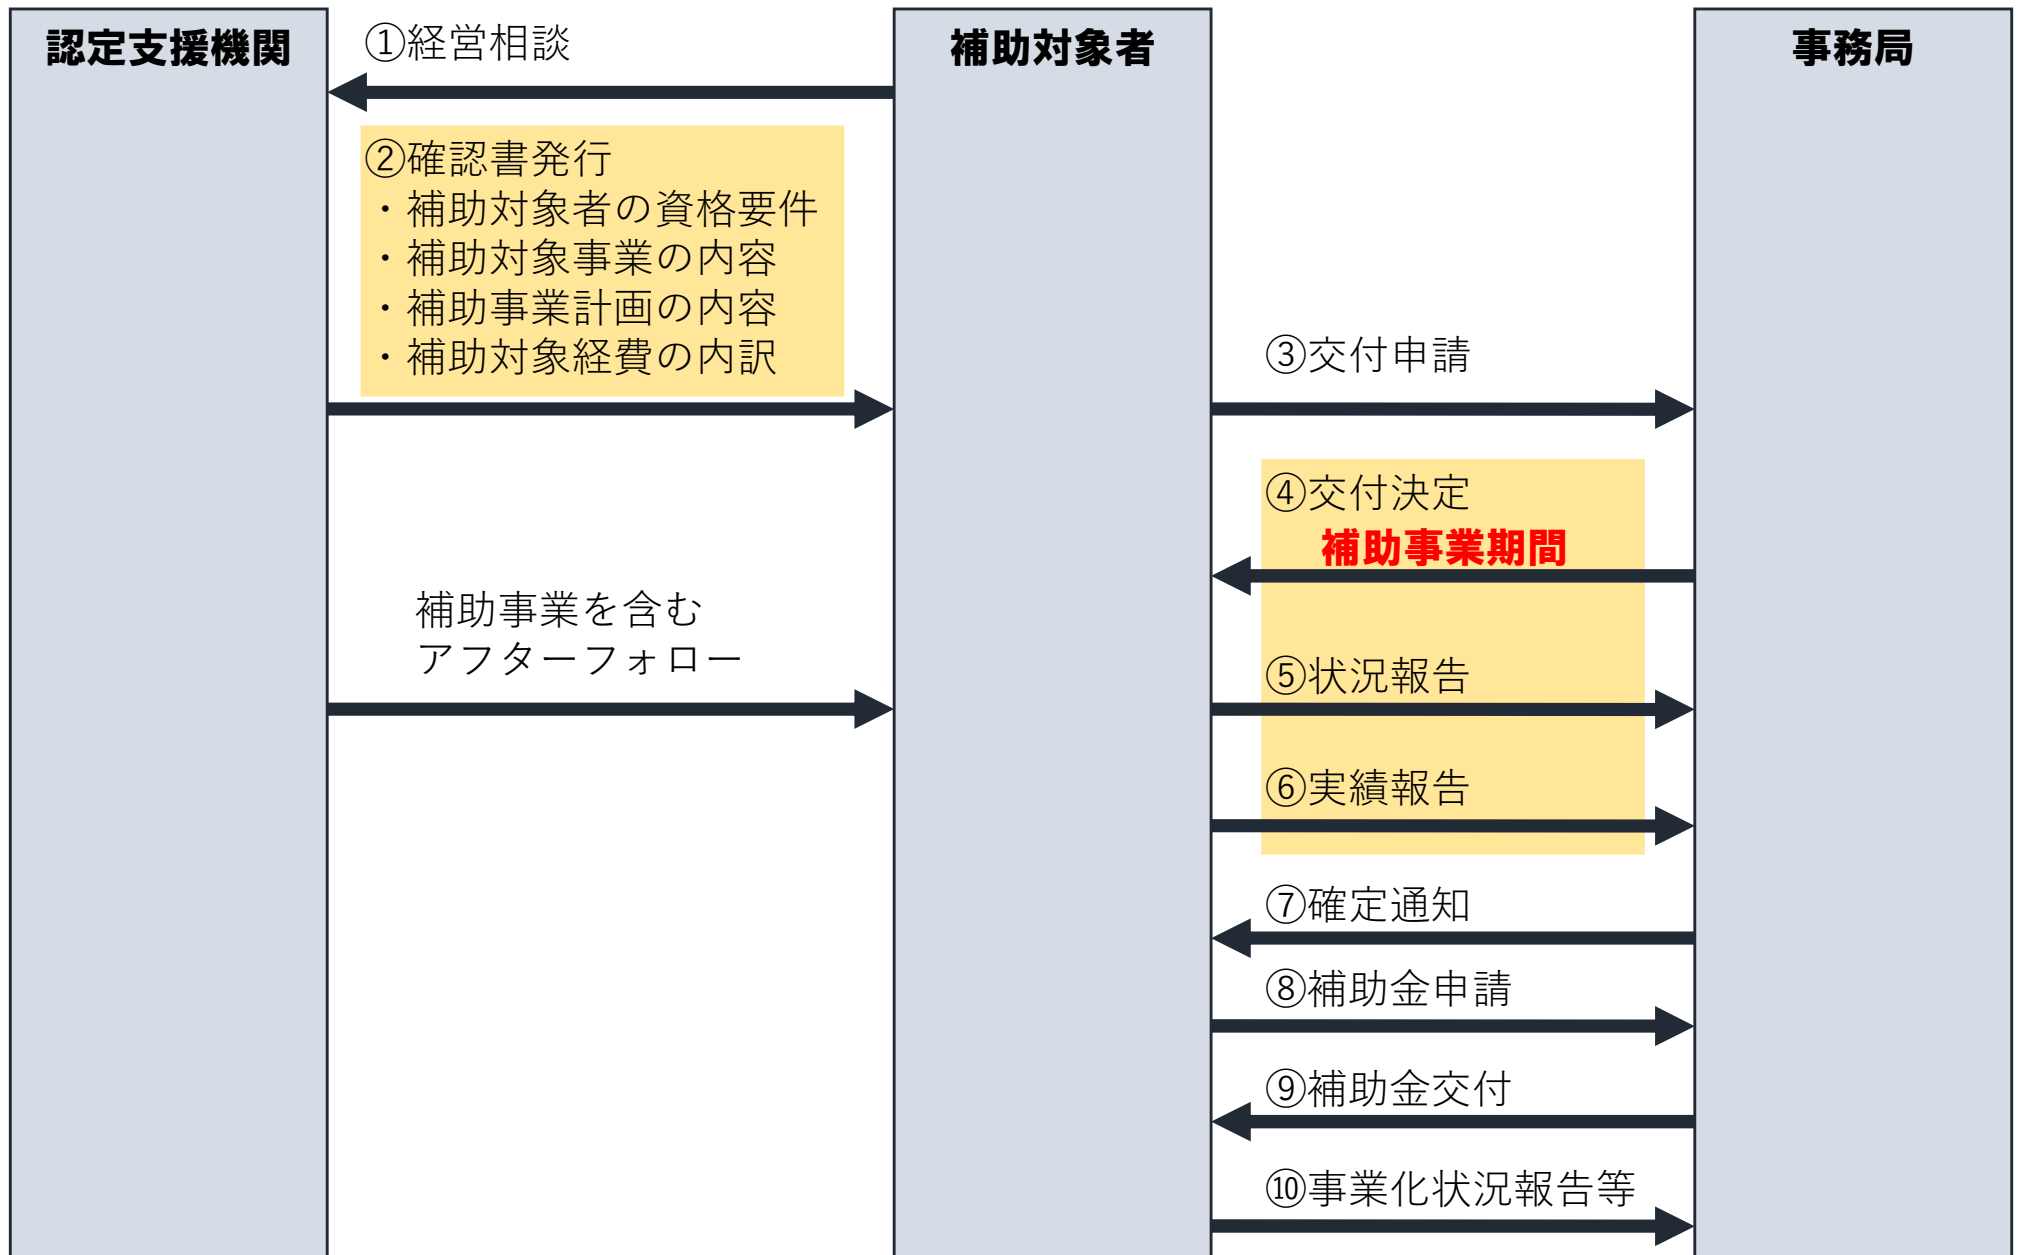 認定支援機関
補助対象者
事務局
①経営相談
②確認書発行
・補助対象者の資格要件
・補助対象事業の内容
・補助事業計画の内容
・補助対象経費の内訳
③交付申請
④交付決定
補助事業期間
補助事業を含む
アフターフォロー
⑤状況報告
⑥実績報告
⑦確定通知
⑧補助金申請
⑨補助金交付
⑩事業化状況報告等